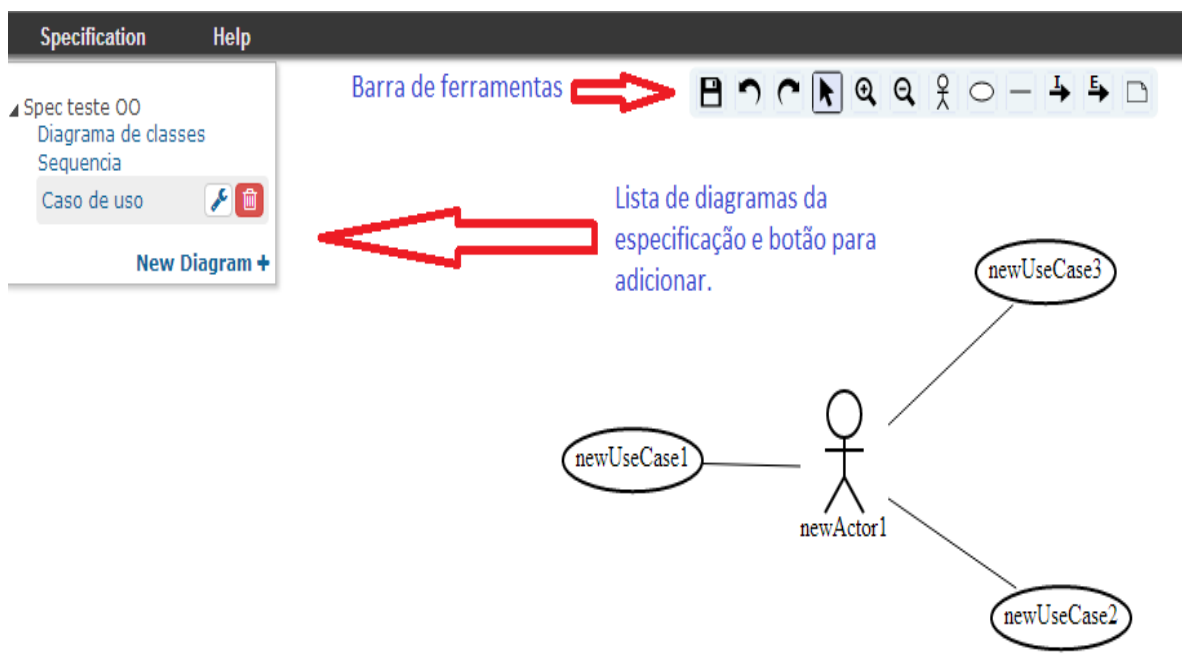 Specification Help
Barra de ferramentas
I E
Spec teste OO
Diagrama de classes
Sequencia
Caso de uso
New Diagram +
Lista de diagramas da
especificação e botão para
adicionar.
newUseCase3
newUseCase1
newActor1
newUseCase2